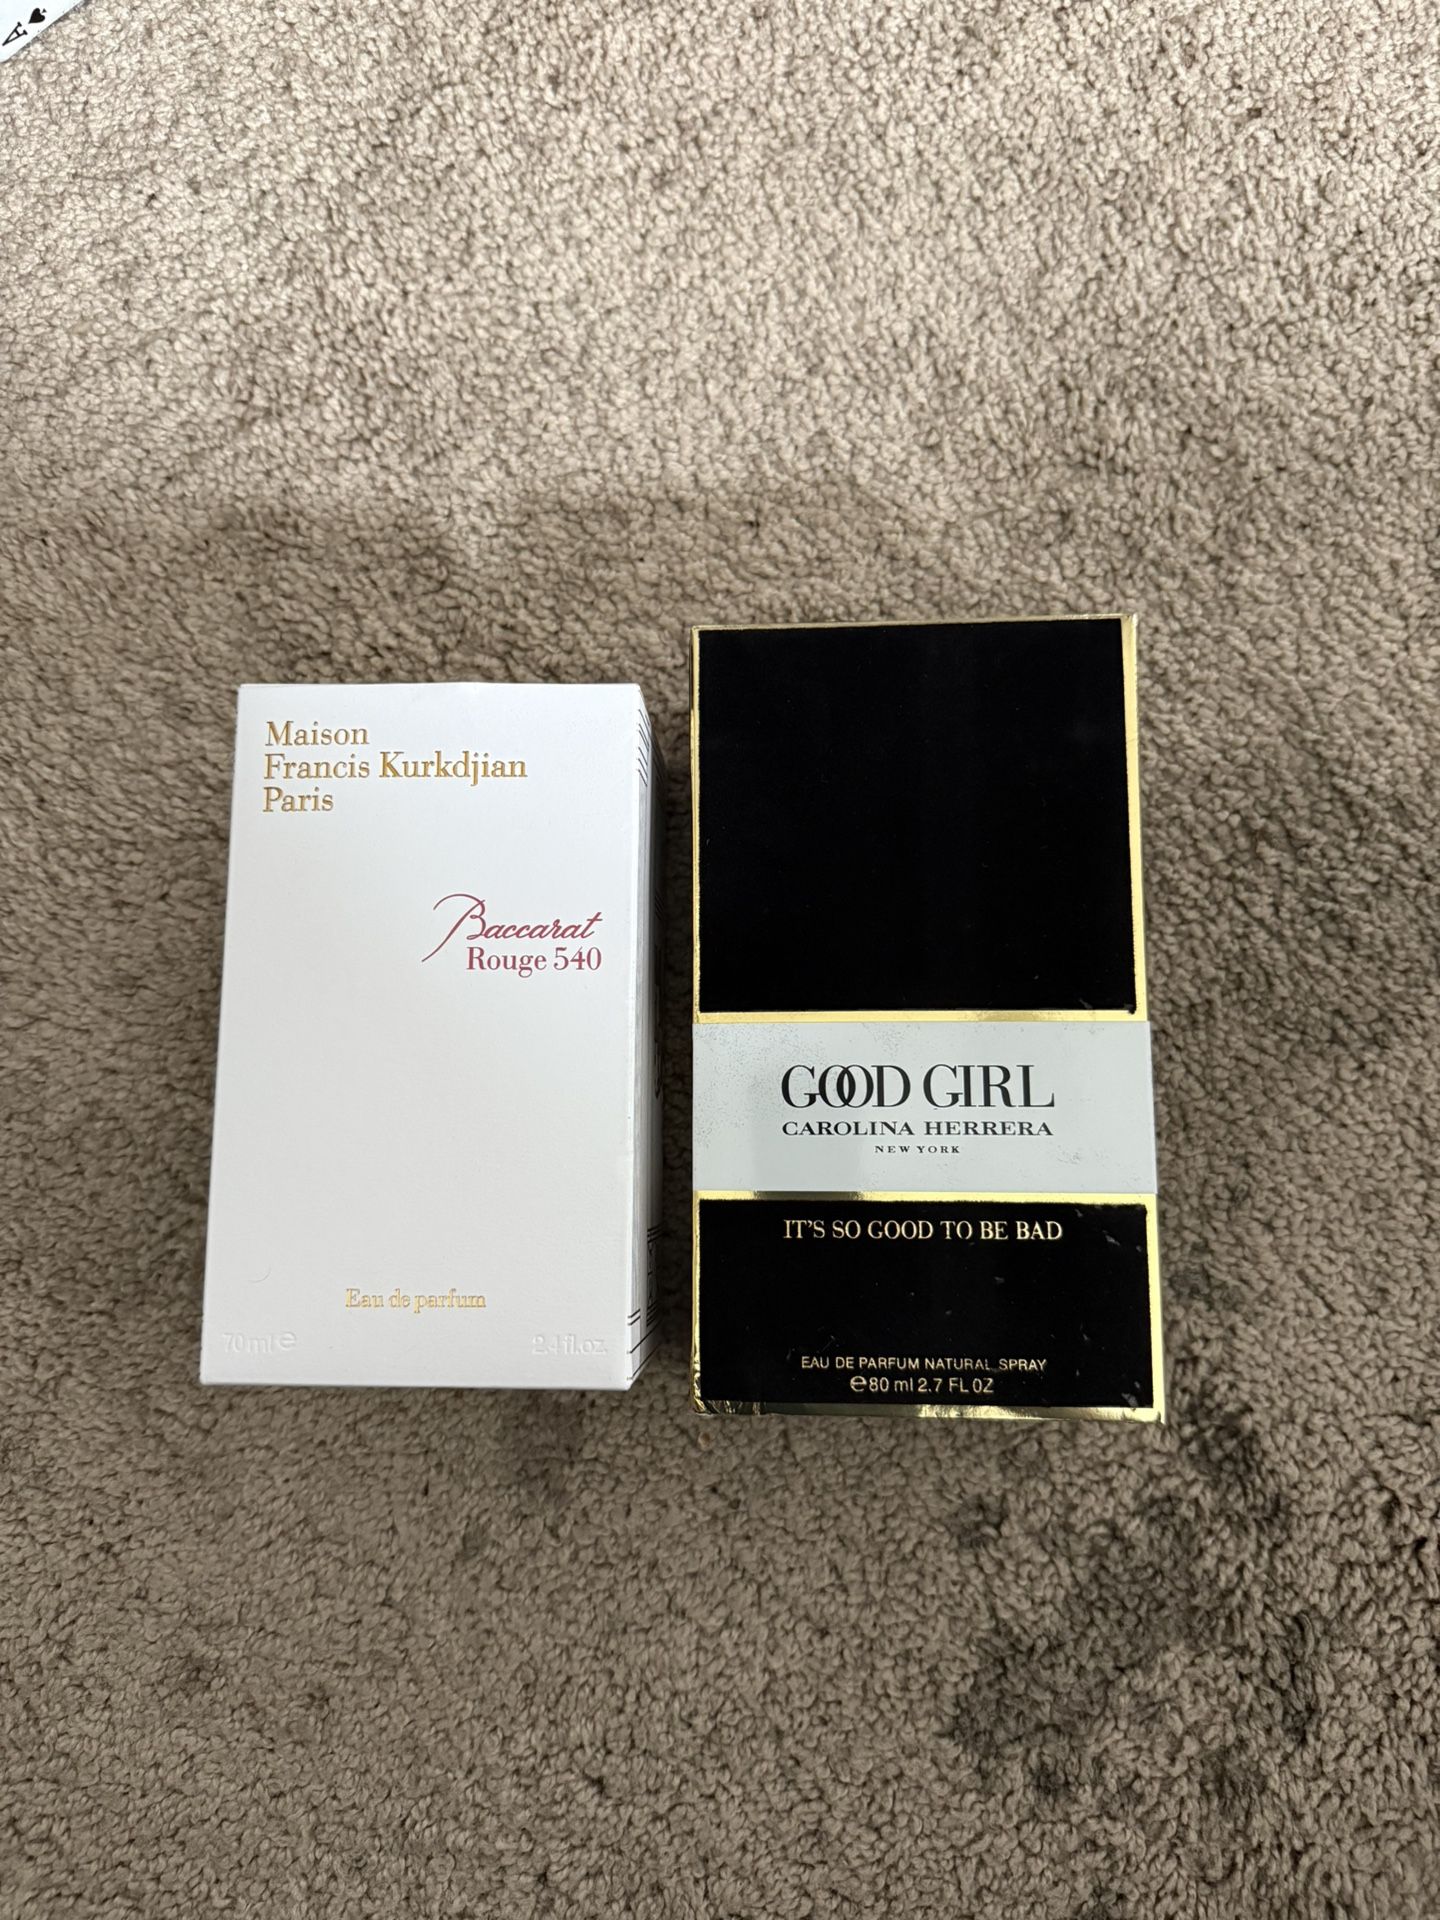 A
Maison
Francis Kurkdjian
Paris
Baccarat
Rouge 540
Eau de parfum
70 ml ℮
2.4 fl.oz.
GOOD GIRL
CAROLINA HERRERA
NEW YORK
IT'S SO GOOD TO BE BAD
EAU DE PARFUM NATURAL SPRAY
℮80 ml 2.7 FL OZ